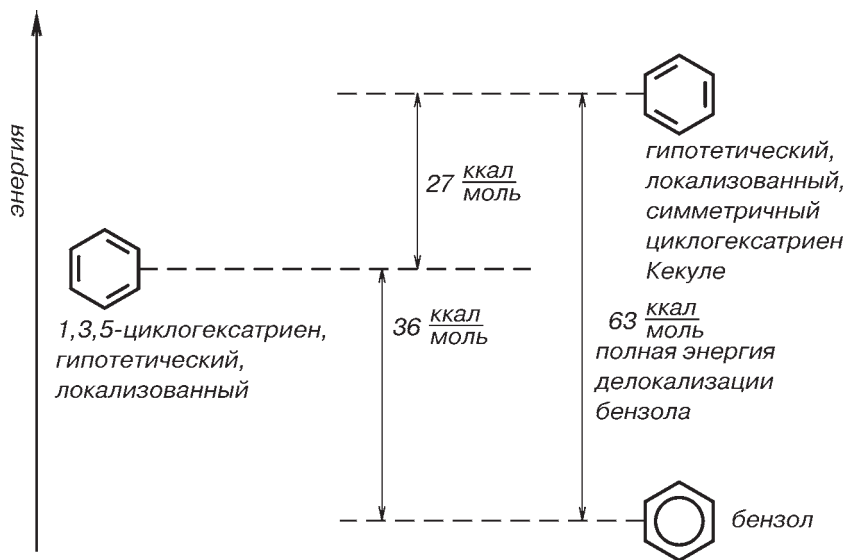 энергия
27 ккал/моль
гипотетический,
локализованный,
симметричный
циклогексатриен
Кекуле
1,3,5-циклогексатриен,
гипотетический,
локализованный
36 ккал/моль
63 ккал/моль
полная энергия
делокализации
бензола
бензол